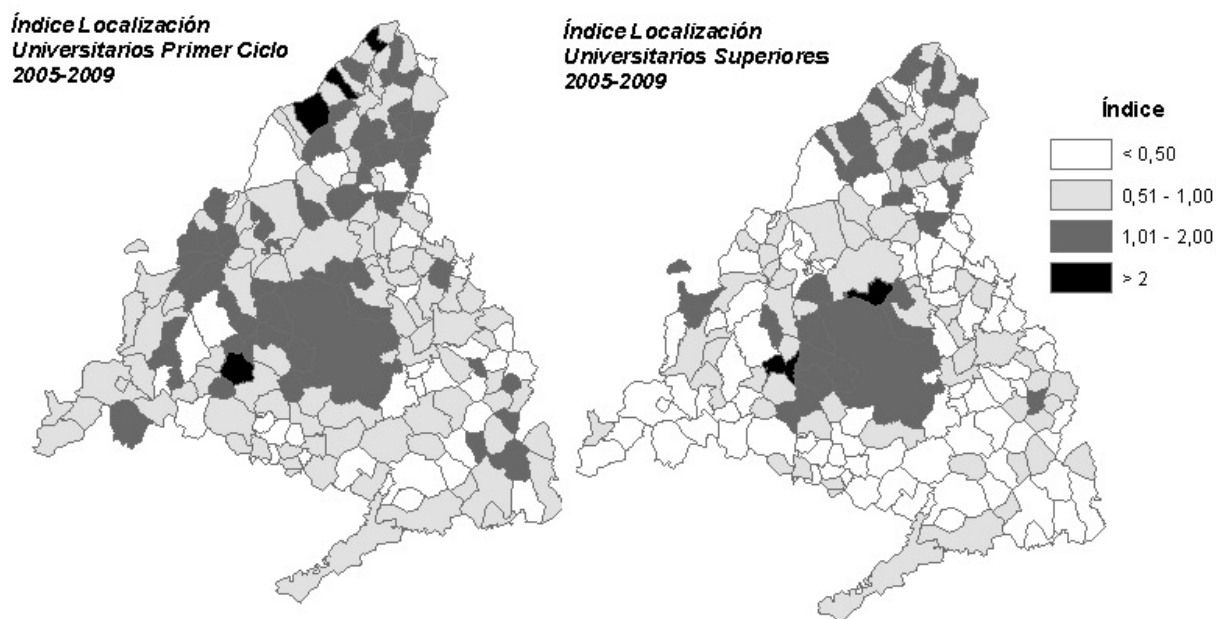 Índice Localización
Universitarios Primer Ciclo
2005-2009
Índice Localización
Universitarios Superiores
2005-2009
Índice
< 0,50
0,51 - 1,00
1,01 - 2,00
> 2